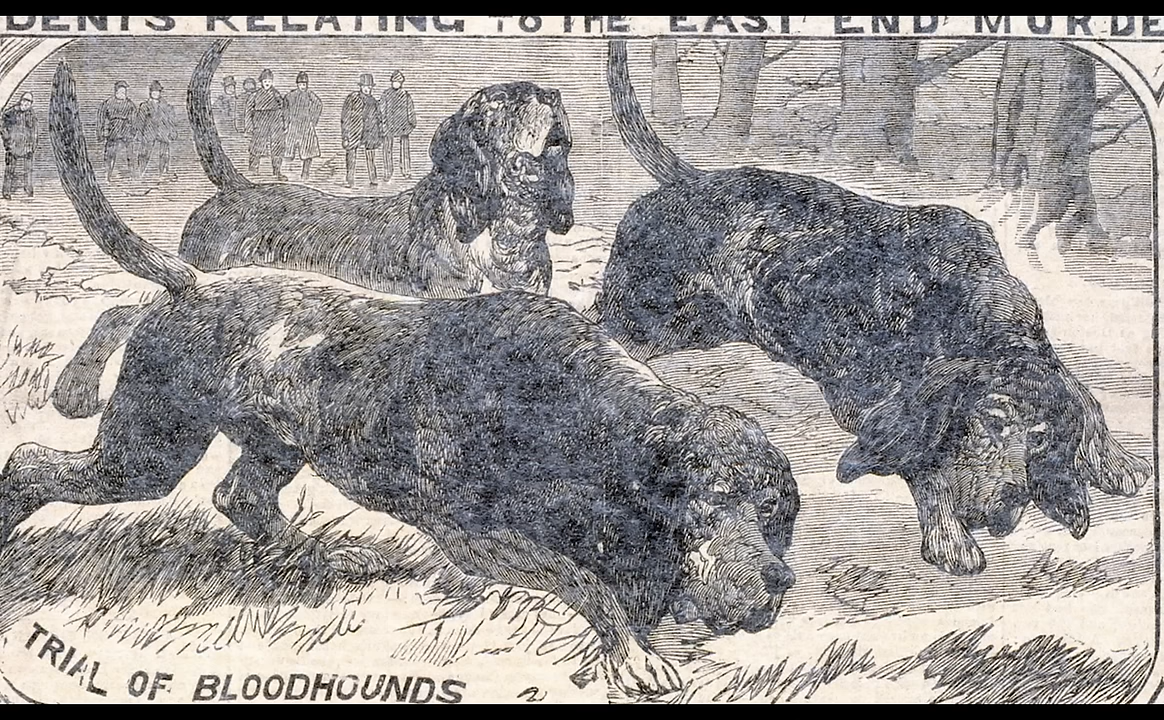 DENTS RELATING TO THE EAST END MURDE
TRIAL OF BLOODHOUNDS